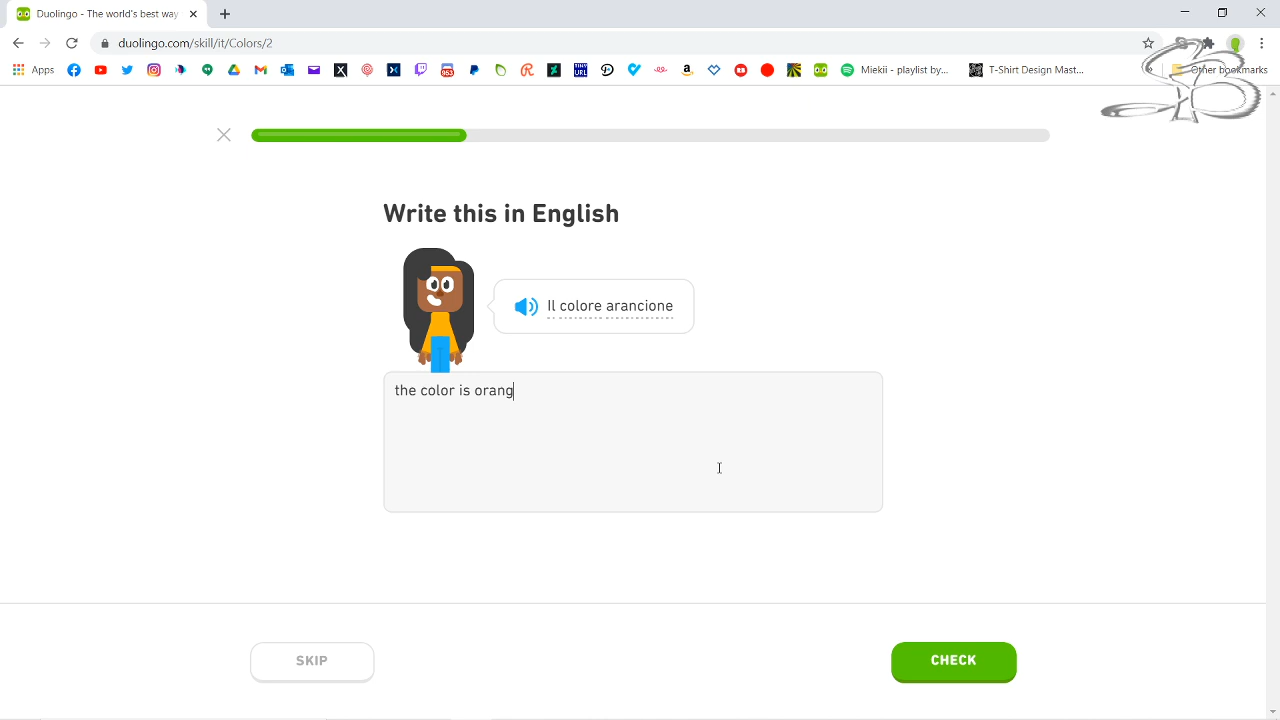 Duolingo - The world's best way
duolingo.com/skill/it/Colors/2
Apps
953
Miekii - playlist by...
T-Shirt Design Mast...
Other bookmarks
Write this in English
Il colore arancione
the color is orang
SKIP
CHECK